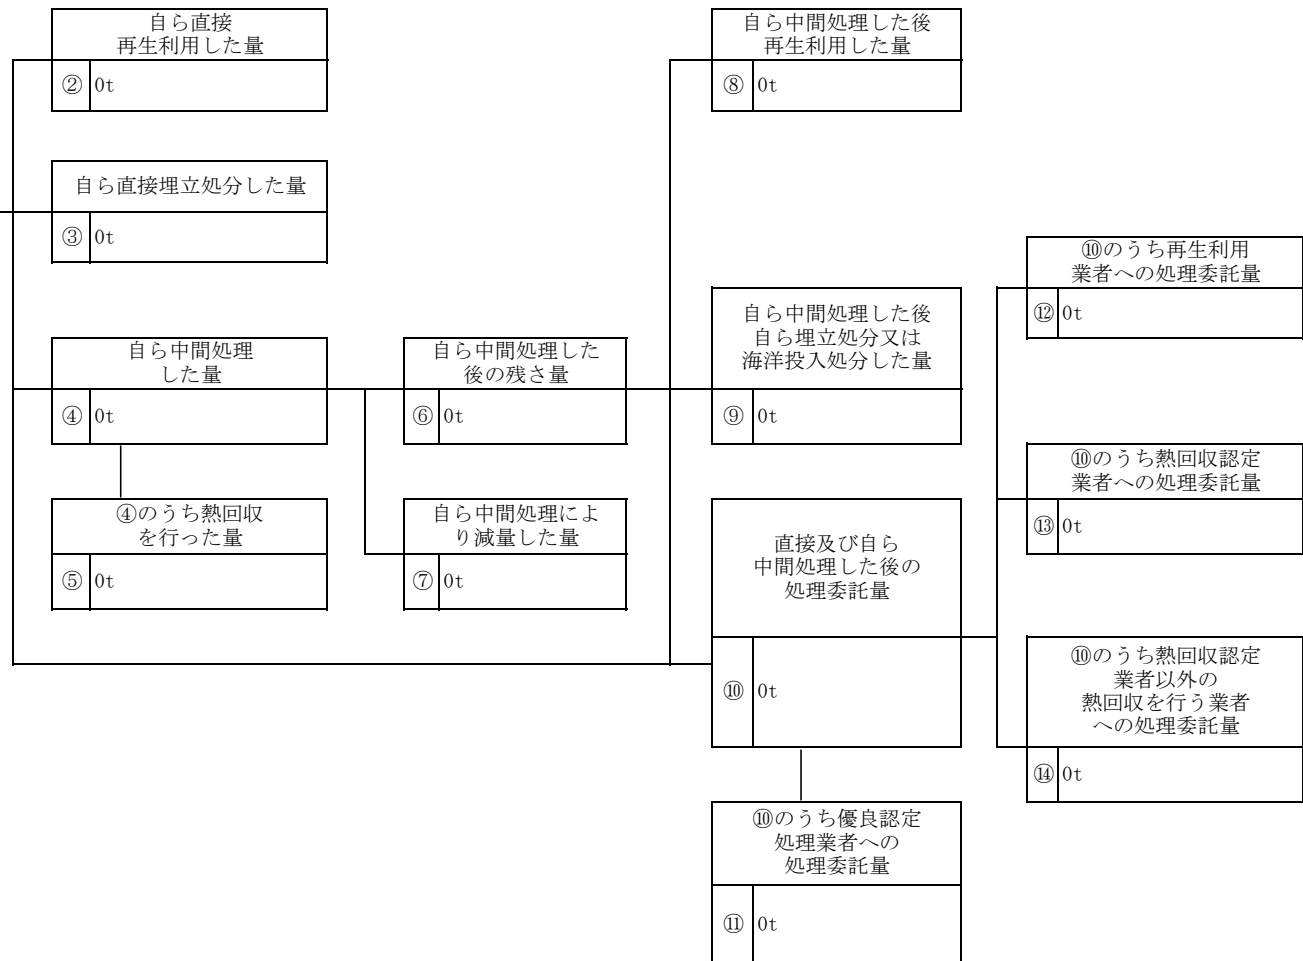 自ら直接
再生利用した量
② 0t
自ら直接埋立処分した量
③ 0t
自ら中間処理
した量
④ 0t
④のうち熱回収
を行った量
⑤ 0t
自ら中間処理した
後の残さ量
⑥ 0t
自ら中間処理によ
り減量した量
⑦ 0t
自ら中間処理した後
再生利用した量
⑧ 0t
自ら中間処理した後
自ら埋立処分又は
海洋投入処分した量
⑨ 0t
直接及び自ら
中間処理した後の
処理委託量
⑩ 0t
⑩のうち優良認定
処理業者への
処理委託量
⑪ 0t
⑩のうち再生利用
業者への処理委託量
⑫ 0t
⑩のうち熱回収認定
業者への処理委託量
⑬ 0t
⑩のうち熱回収認定
業者以外の
熱回収を行う業者
への処理委託量
⑭ 0t